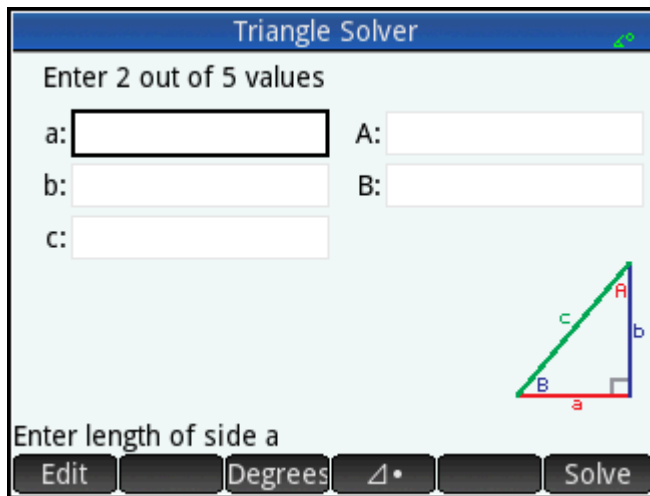 Triangle Solver
Enter 2 out of 5 values
a: A:
b: B:
c:
A
c
b
B
a
Enter length of side a
Edit Degrees ⊿• Solve